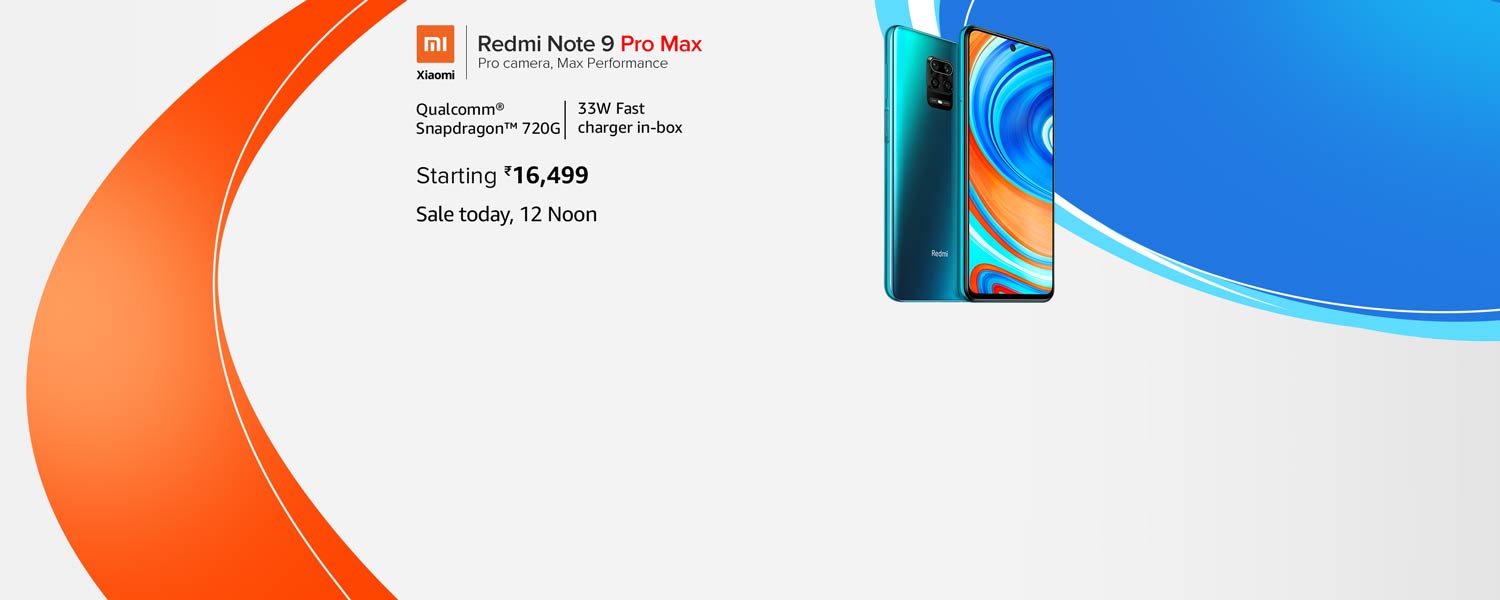 mi
Xiaomi
Redmi Note 9 Pro Max
Pro camera, Max Performance
Qualcomm®
Snapdragon™ 720G
33W Fast
charger in-box
Starting ₹16,499
Sale today, 12 Noon
Redmi